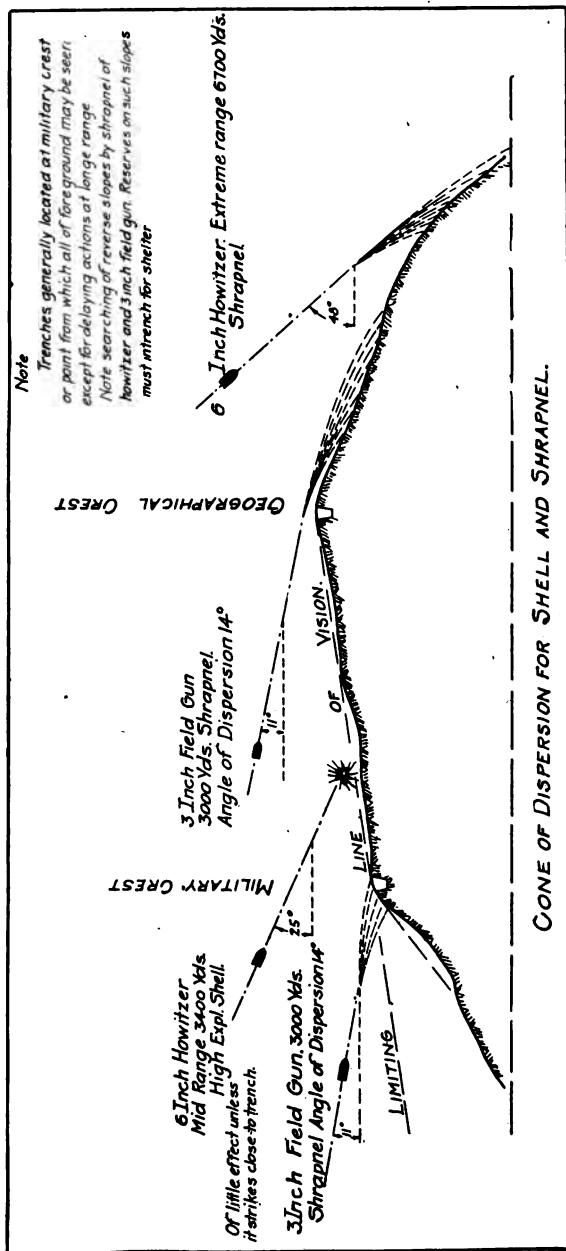 Note
Trenches generally located at military crest
or point from which all of foreground may be seen
except for delaying actions at long range
Note searching of reverse slopes by shrapnel of
howitzer and 3 inch field gun. Reserves on such slopes
must intrench for shelter
6 Inch Howitzer. Extreme range 6700 Yds.
Shrapnel.
48°
GEOGRAPHICAL CREST
3 Inch Field Gun
3000 Yds. Shrapnel.
Angle of Dispersion 14°
11°
MILITARY CREST
6 Inch Howitzer
Mid Range 3400 Yds.
High Expl. Shell.
Of little effect unless
it strikes close to trench.
25°
3 Inch Field Gun. 3000 Yds.
Shrapnel Angle of Dispersion 14°
11°
LIMITING LINE OF VISION.
CONE OF DISPERSION FOR SHELL AND SHRAPNEL.